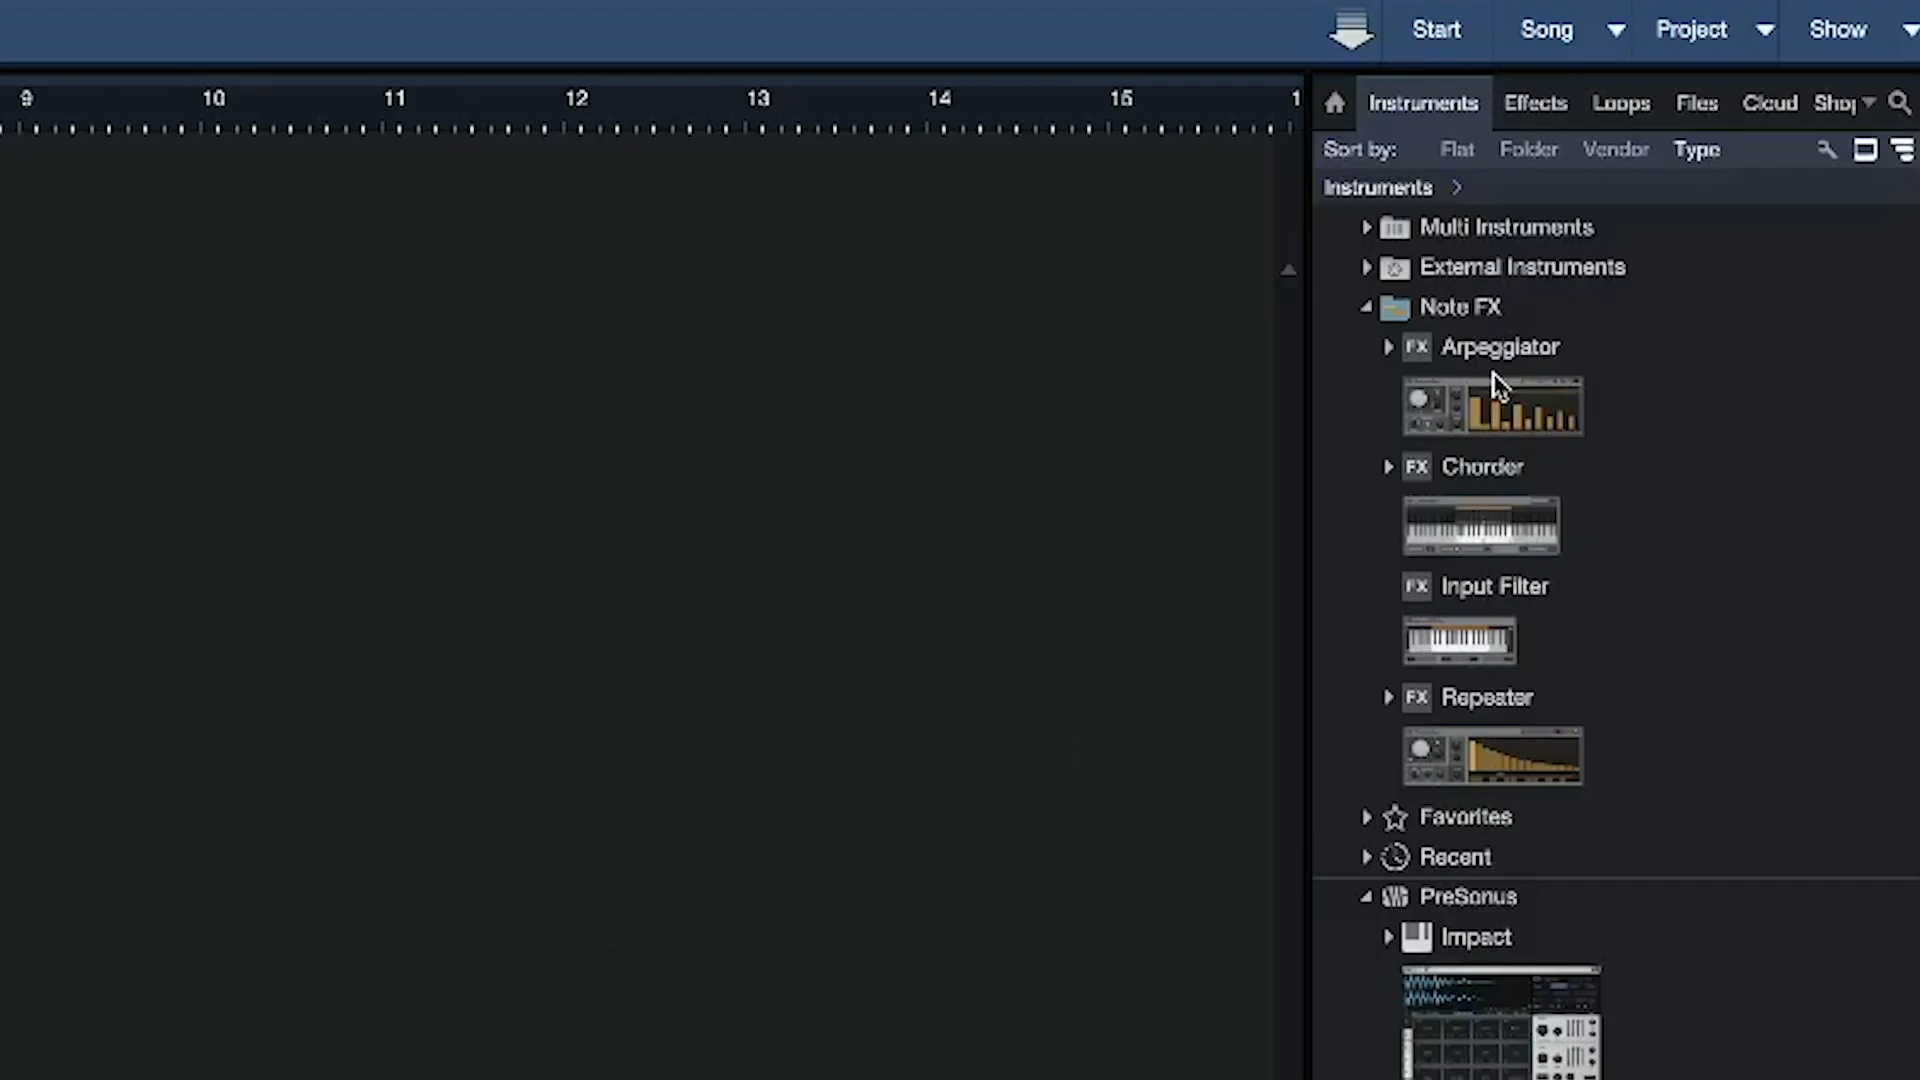 Start Song Project Show
9 10 11 12 13 14 15 1
Instruments Effects Loops Files Cloud Shop
Sort by: Flat Folder Vendor Type
Instruments
Multi Instruments
External Instruments
Note FX
FX Arpeggiator
FX Chorder
FX Input Filter
FX Repeater
Favorites
Recent
PreSonus
Impact